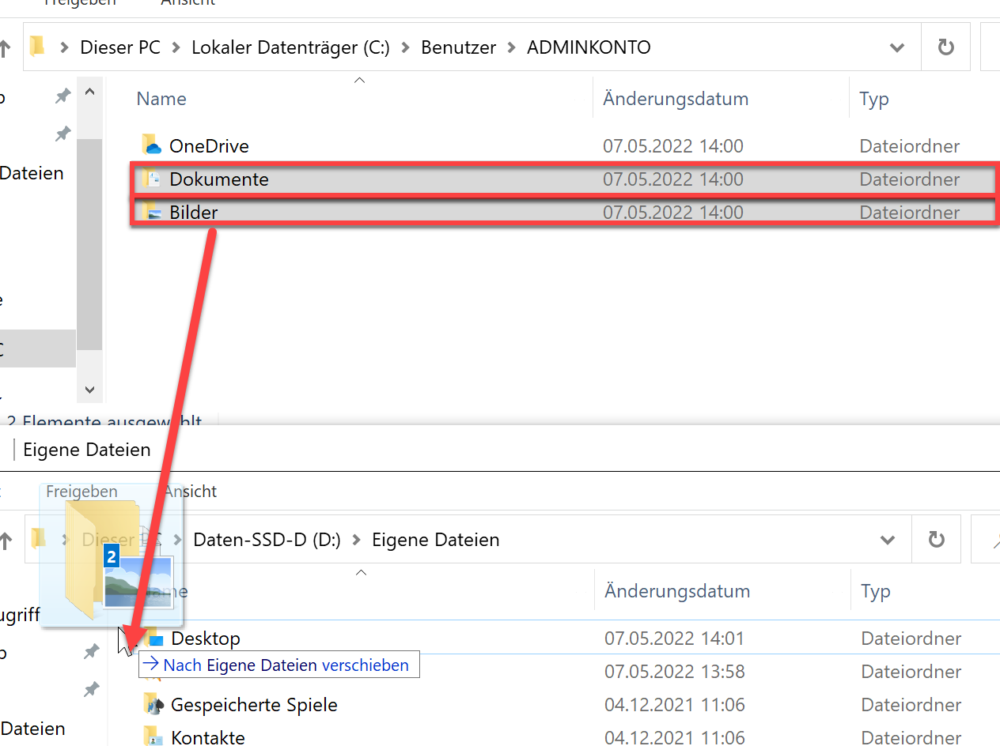 Freigeben Ansicht
Dieser PC Lokaler Datenträger (C:) Benutzer ADMINKONTO
Name Änderungsdatum Typ
OneDrive 07.05.2022 14:00 Dateiordner
Dateien
Dokumente 07.05.2022 14:00 Dateiordner
Bilder 07.05.2022 14:00 Dateiordner
2 Elemente ausgewählt
Eigene Dateien
Freigeben Ansicht
Dieser PC Daten-SSD-D (D:) Eigene Dateien
2
Name Änderungsdatum Typ
ugriff
Desktop 07.05.2022 14:01 Dateiordner
Nach Eigene Dateien verschieben
07.05.2022 13:58 Dateiordner
Gespeicherte Spiele 04.12.2021 11:06 Dateiordner
Dateien
Kontakte 04.12.2021 11:06 Dateiordner